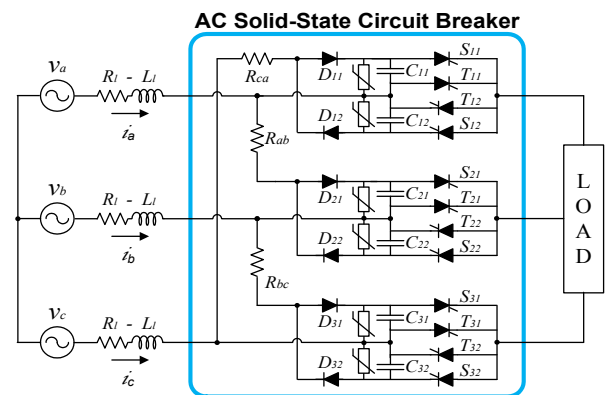 AC Solid-State Circuit Breaker
va
Rl - Ll
ia
Rca
D11
C11
S11
T11
D12
C12
T12
S12
Rab
vb
Rl - Ll
ib
D21
C21
S21
T21
D22
C22
T22
S22
Rbc
vc
Rl - Ll
ic
D31
C31
S31
T31
D32
C32
T32
S32
LOAD